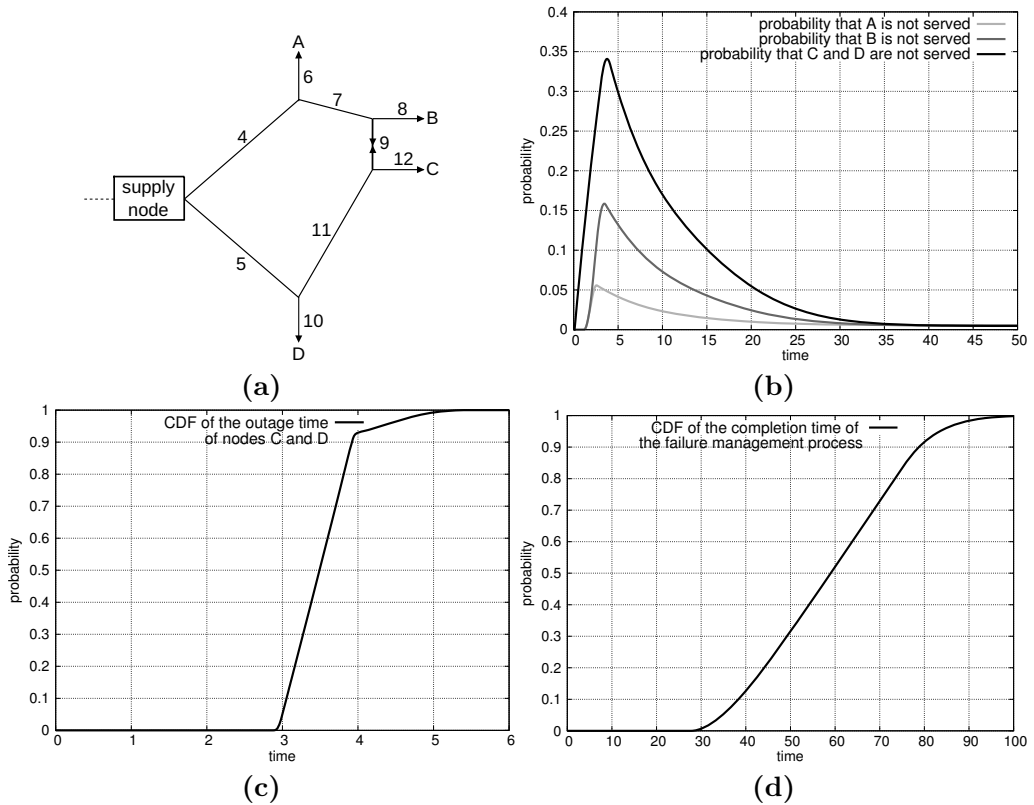 A
6
7
8
B
4
9
12
C
supply
node
11
5
10
D
(a)
0.4
probability that A is not served
probability that B is not served
0.35
probability that C and D are not served
0.3
0.25
probability
0.2
0.15
0.1
0.05
0
0 5 10 15 20 25 30 35 40 45 50
time
(b)
1
CDF of the outage time
of nodes C and D
0.9
0.8
0.7
0.6
probability
0.5
0.4
0.3
0.2
0.1
0
0 1 2 3 4 5 6
time
(c)
1
CDF of the completion time of
the failure management process
0.9
0.8
0.7
0.6
probability
0.5
0.4
0.3
0.2
0.1
0
0 10 20 30 40 50 60 70 80 90 100
time
(d)